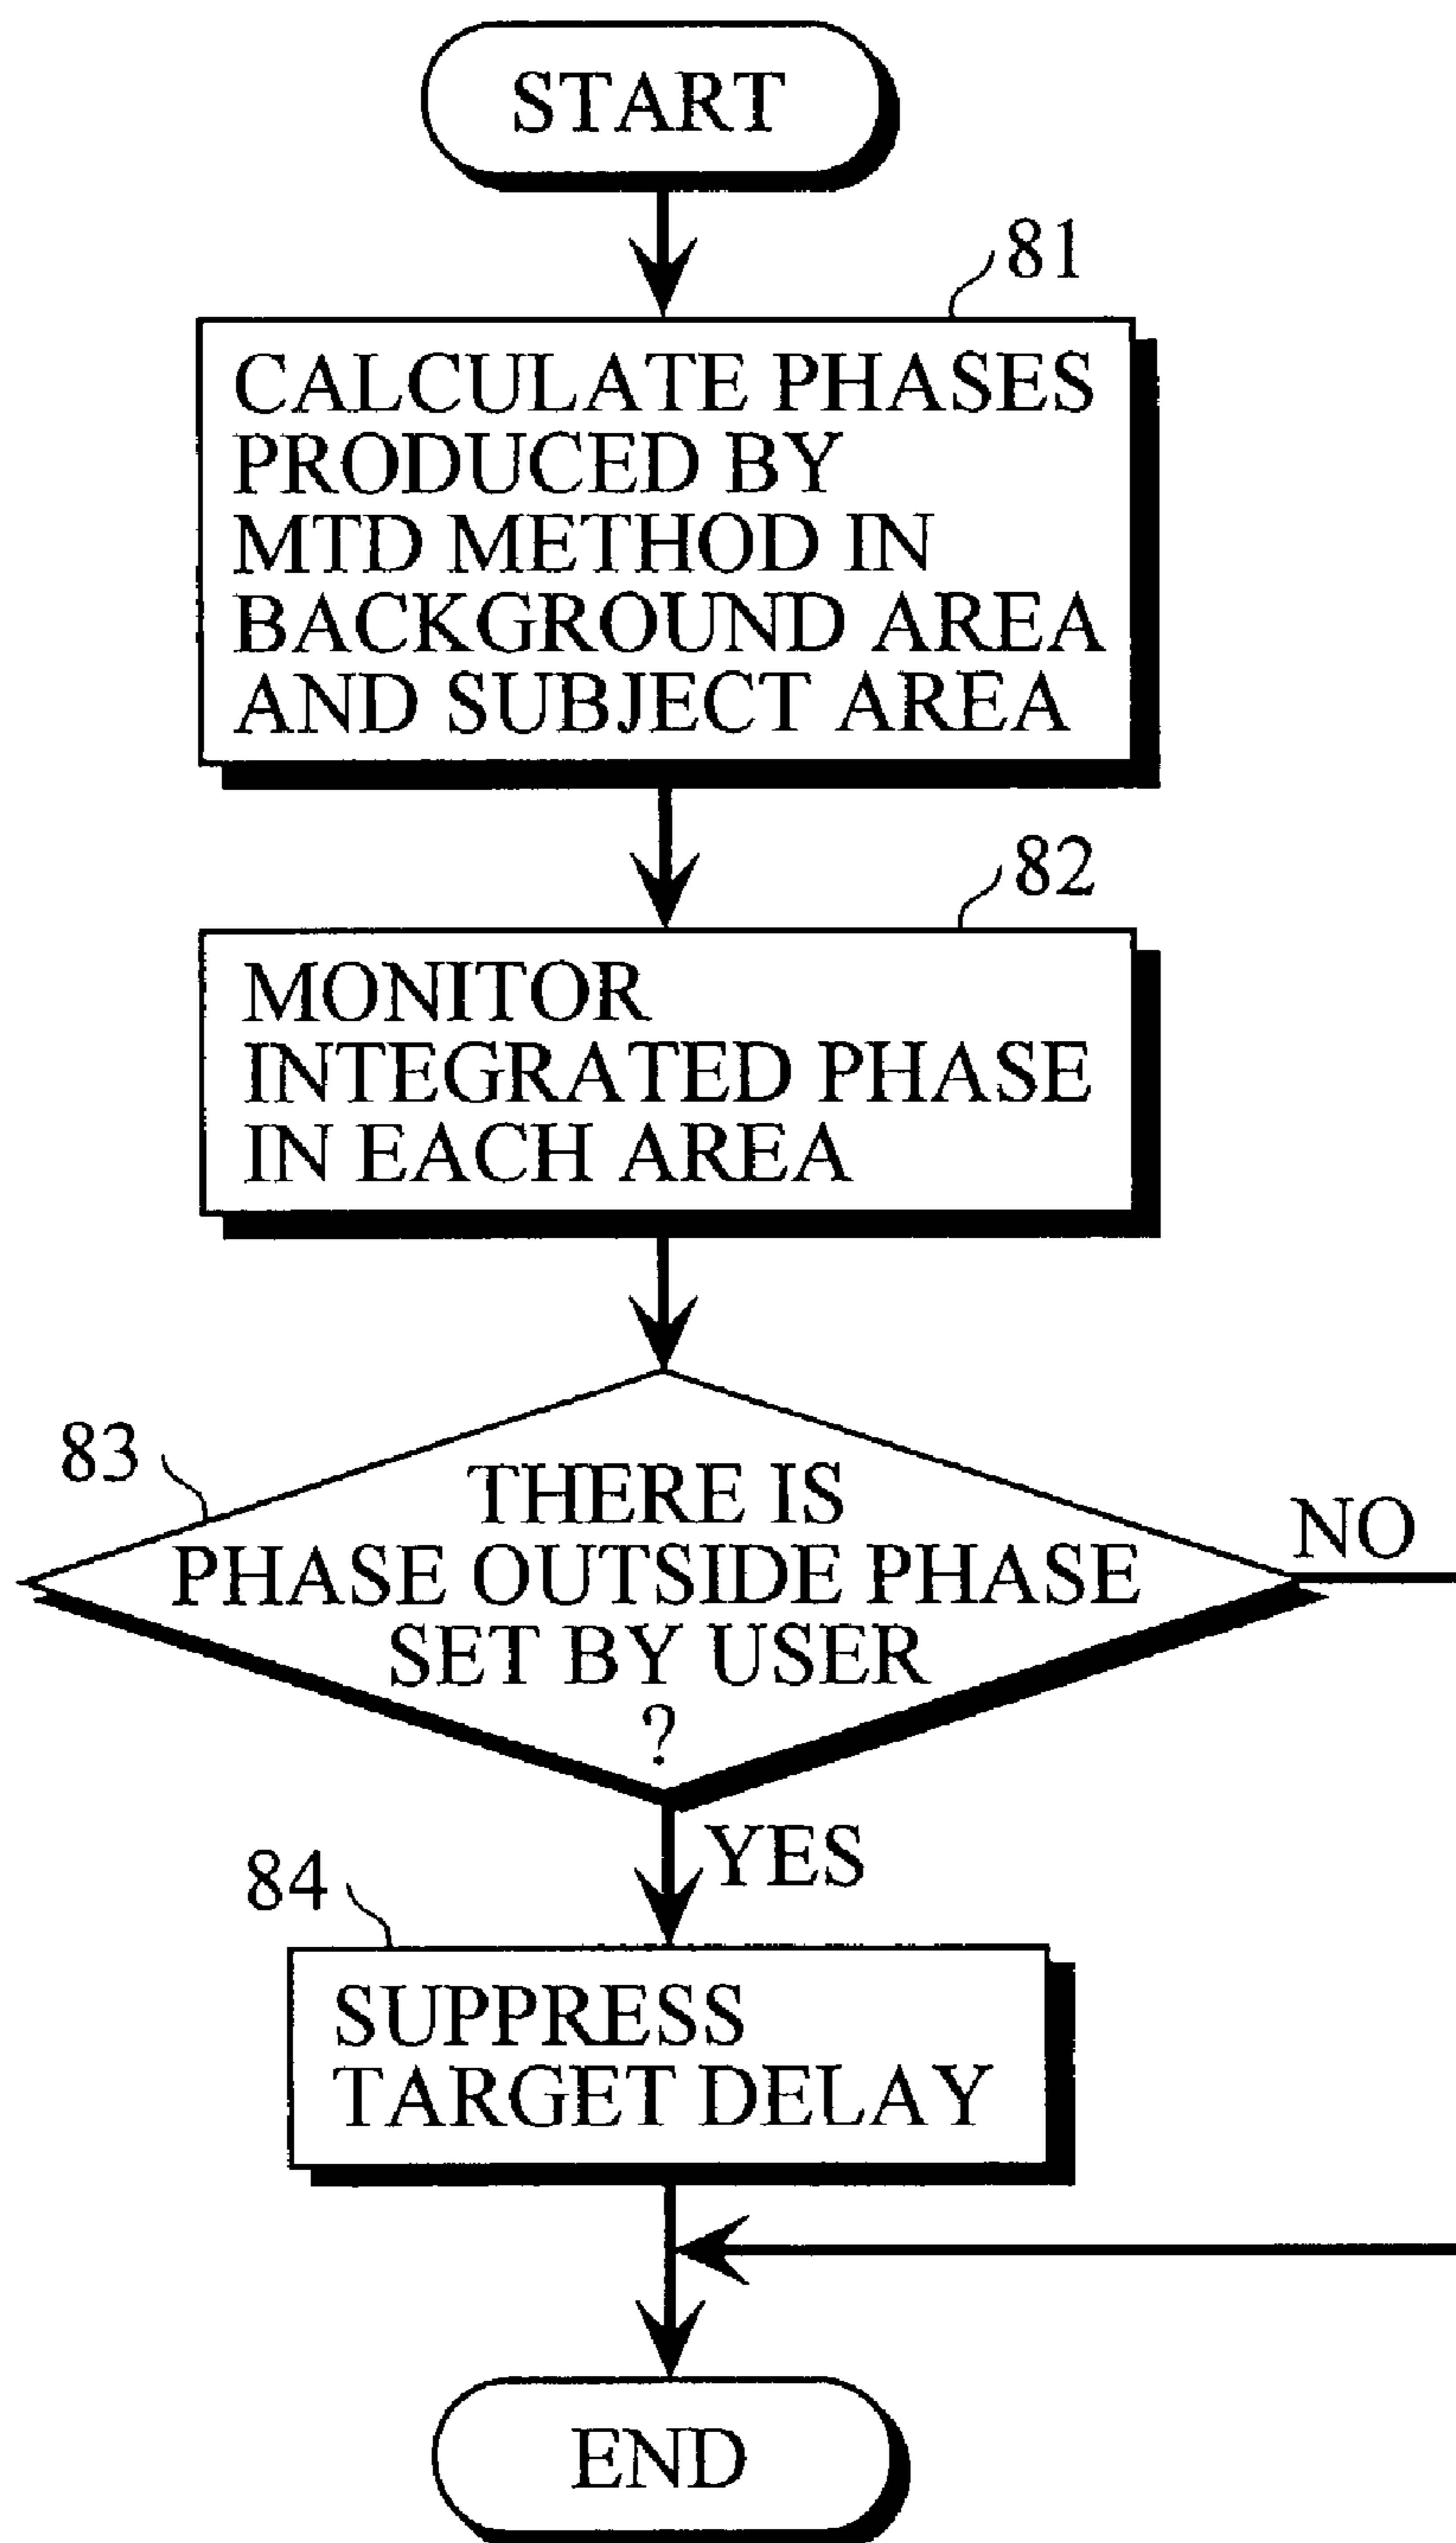 START
81
CALCULATE PHASES
PRODUCED BY
MTD METHOD IN
BACKGROUND AREA
AND SUBJECT AREA
82
MONITOR
INTEGRATED PHASE
IN EACH AREA
83
THERE IS
PHASE OUTSIDE PHASE
SET BY USER
?
NO
YES
84
SUPPRESS
TARGET DELAY
END